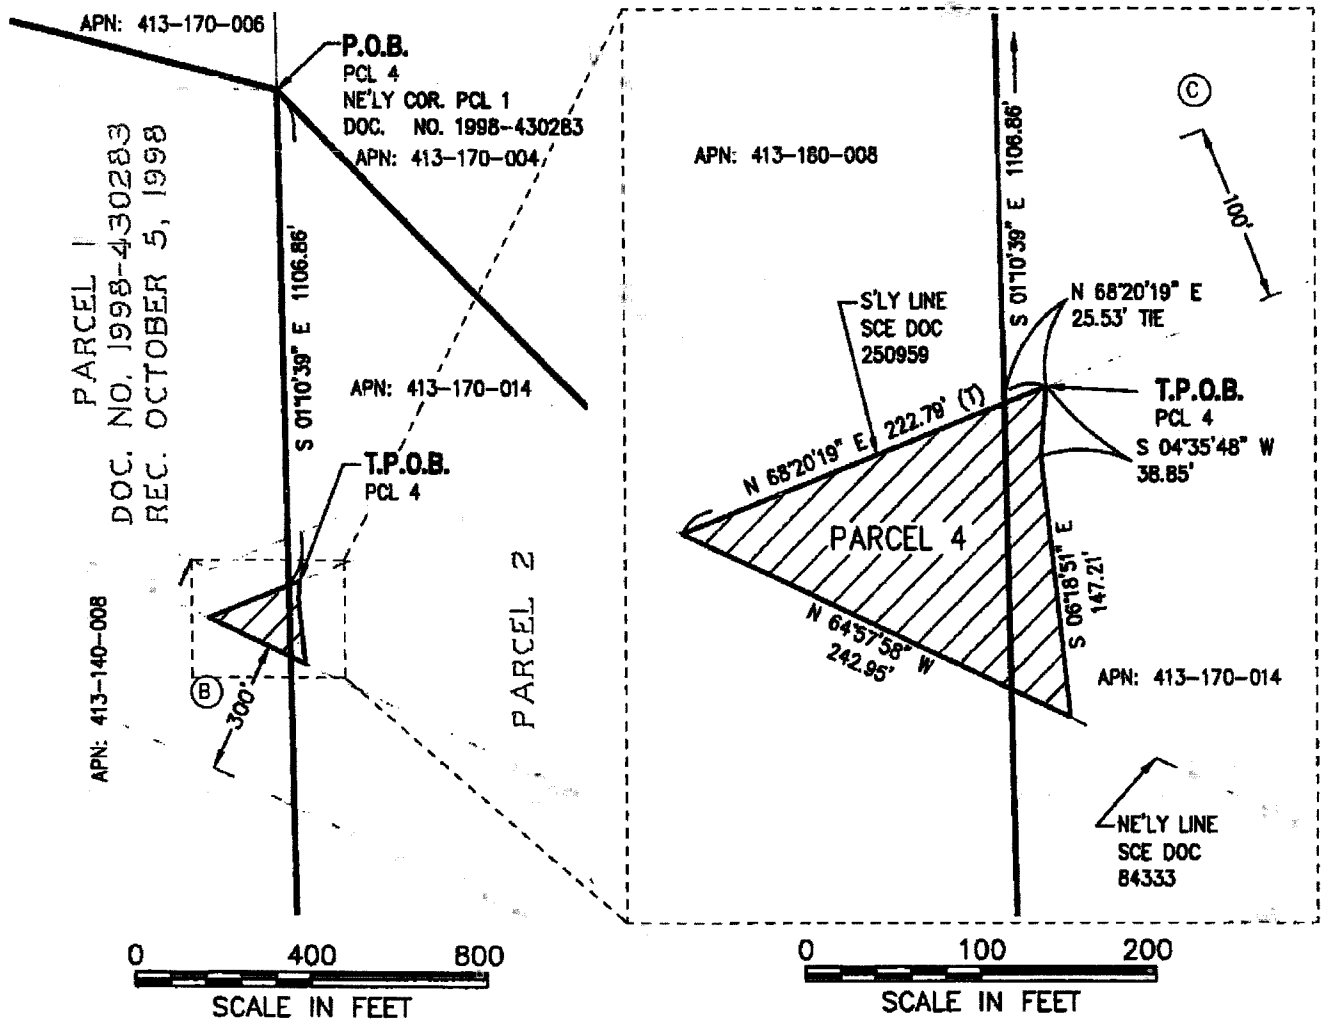 APN: 413-170-006
P.O.B.
PCL 4
NE'LY COR. PCL 1
DOC. NO. 1998-430283
APN: 413-170-004
PARCEL 1
DOC. NO. 1998-430283
REC. OCTOBER 5, 1998
S 01°10'39" E 1106.86'
APN: 413-170-014
T.P.O.B.
PCL 4
APN: 413-140-008
B
300'
PARCEL 2
0 400 800
SCALE IN FEET
APN: 413-180-008
S 01°10'39" E 1106.86'
C
100'
S'LY LINE
SCE DOC
250959
N 68°20'19" E
25.53' TIE
T.P.O.B.
PCL 4
S 04°35'48" W
38.85'
N 68°20'19" E 222.79' (T)
PARCEL 4
S 06°18'51" E
147.21'
N 64°57'58" W
242.95'
APN: 413-170-014
NE'LY LINE
SCE DOC
84333
0 100 200
SCALE IN FEET